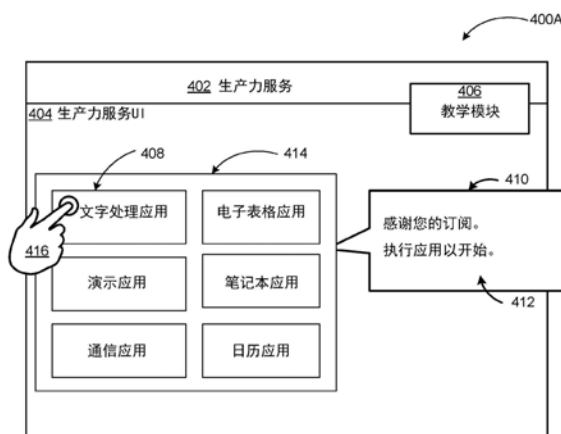 400A
402 生产力服务
404 生产力服务UI
406
教学模块
408
414
文字处理应用
电子表格应用
410
感谢您的订阅。
执行应用以开始。
416
演示应用
笔记本应用
412
通信应用
日历应用